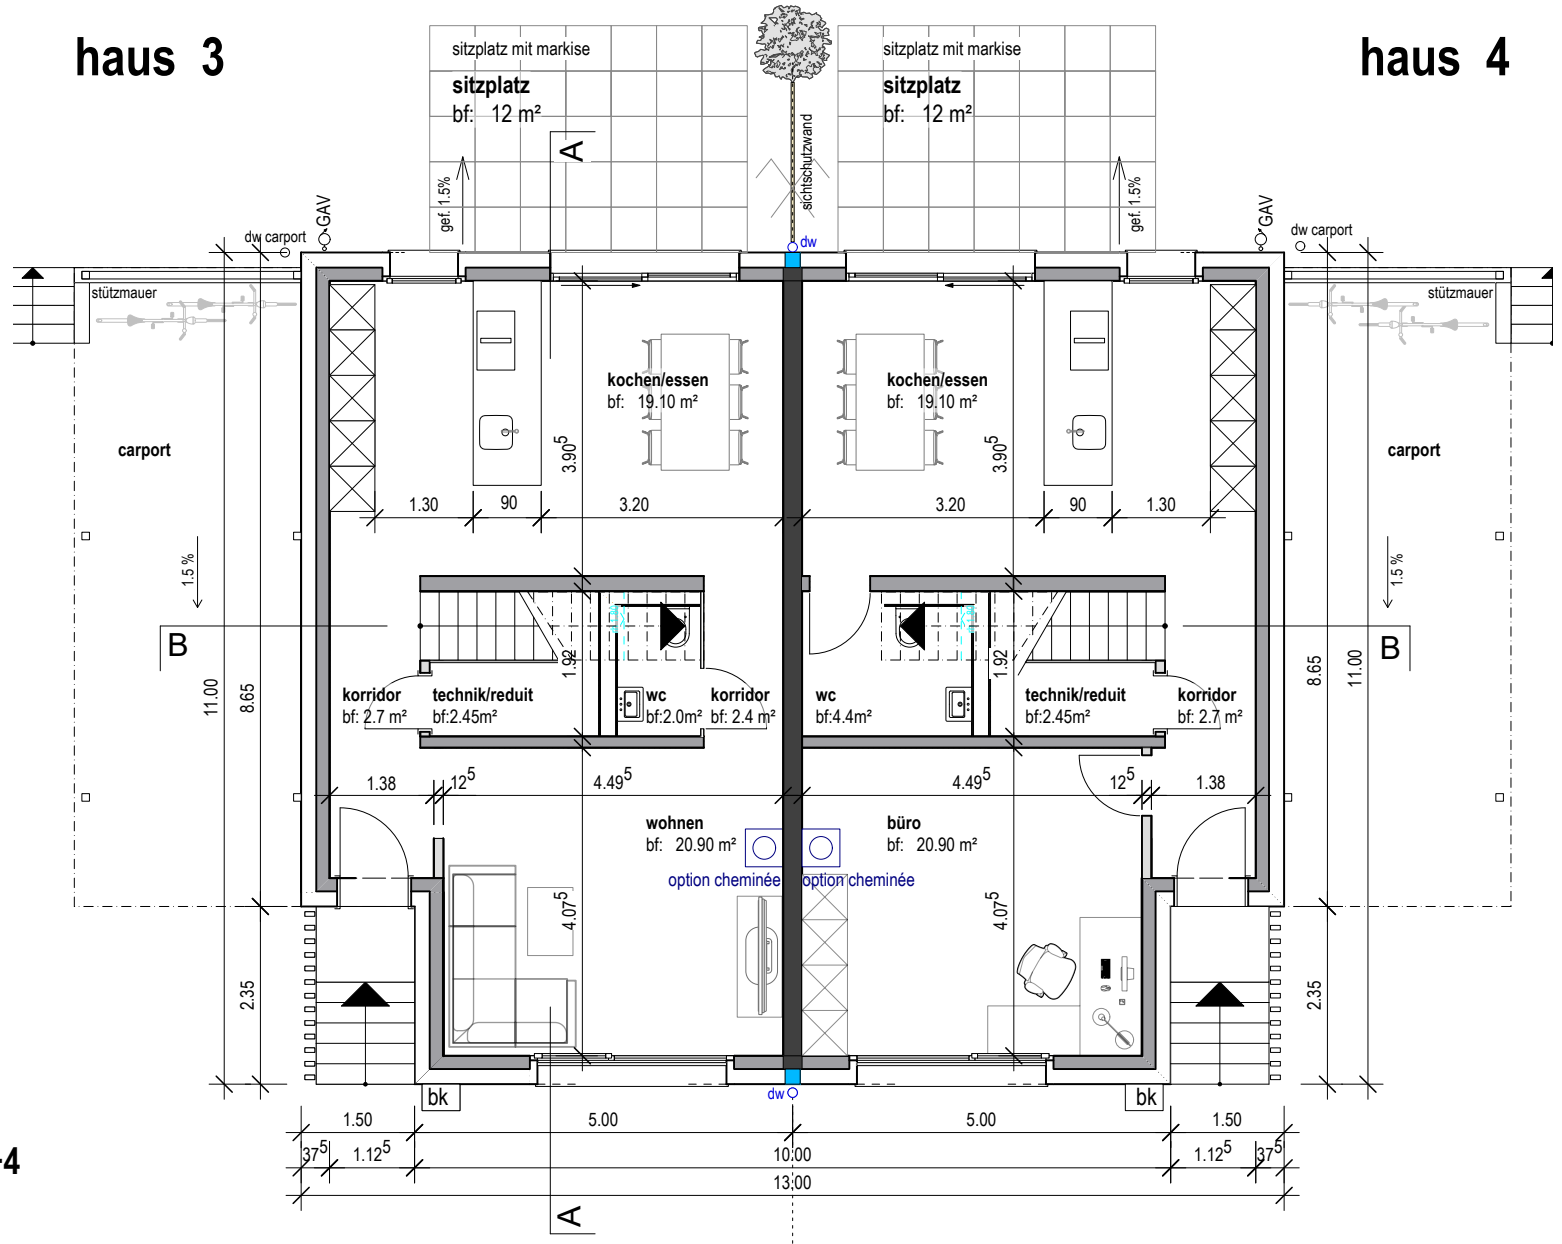 haus 3
haus 4
sitzplatz mit markise
sitzplatz
bf: 12 m²
sitzplatz mit markise
sitzplatz
bf: 12 m²
A
sichtschutzwand
gef. 1.5%
gef. 1.5%
GAV
GAV
dw carport
dw carport
dw
stützmauer
stützmauer
kochen/essen
bf: 19.10 m²
kochen/essen
bf: 19.10 m²
carport
carport
3.90⁵
3.90⁵
1.30
90
3.20
3.20
90
1.30
1.5 %
1.5 %
B
B
1.92
1.92
11.00
8.65
8.65
11.00
korridor
bf: 2.7 m²
technik/reduit
bf:2.45m²
wc
bf:2.0m²
korridor
bf: 2.4 m²
wc
bf:4.4m²
technik/reduit
bf:2.45m²
korridor
bf: 2.7 m²
1.38
12⁵
4.49⁵
4.49⁵
12⁵
1.38
wohnen
bf: 20.90 m²
büro
bf: 20.90 m²
option cheminée
option cheminée
4.07⁵
4.07⁵
2.35
2.35
bk
dw
bk
1.50
5.00
5.00
1.50
37⁵
1.12⁵
10.00
1.12⁵
37⁵
13.00
-4
A